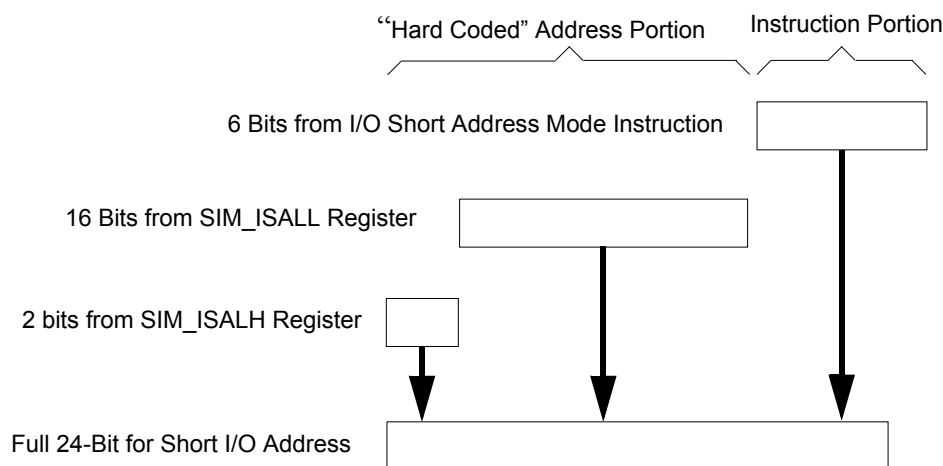 “Hard Coded” Address Portion
Instruction Portion
6 Bits from I/O Short Address Mode Instruction
16 Bits from SIM_ISALL Register
2 bits from SIM_ISALH Register
Full 24-Bit for Short I/O Address